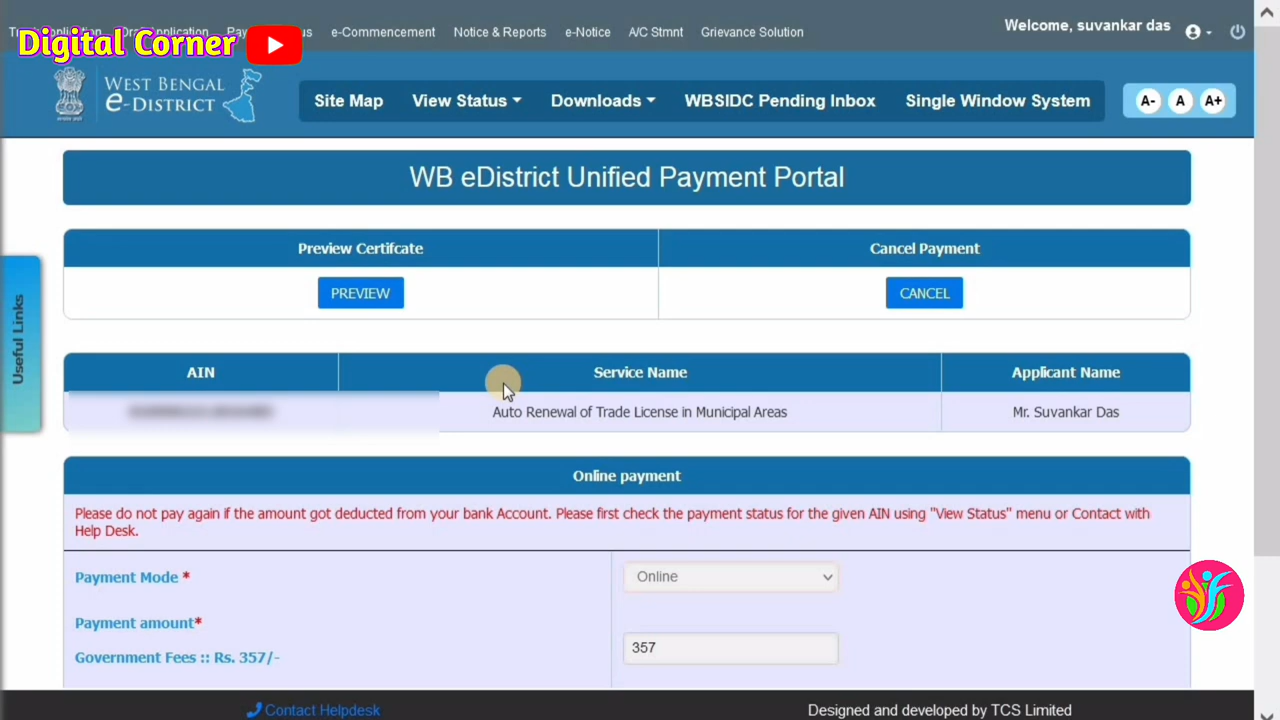 Digital Corner
e-Commencement Notice & Reports e-Notice A/C Stmnt Grievance Solution
Welcome, suvankar das
WEST BENGAL
e-DISTRICT
Site Map View Status Downloads WBSIDC Pending Inbox Single Window System
A- A A+
WB eDistrict Unified Payment Portal
Preview Certifcate Cancel Payment
PREVIEW CANCEL
Useful Links
AIN Service Name Applicant Name
Auto Renewal of Trade License in Municipal Areas Mr. Suvankar Das
Online payment
Please do not pay again if the amount got deducted from your bank Account. Please first check the payment status for the given AIN using "View Status" menu or Contact with
Help Desk.
Payment Mode * Online
Payment amount*
Government Fees :: Rs. 357/- 357
Contact Helpdesk Designed and developed by TCS Limited